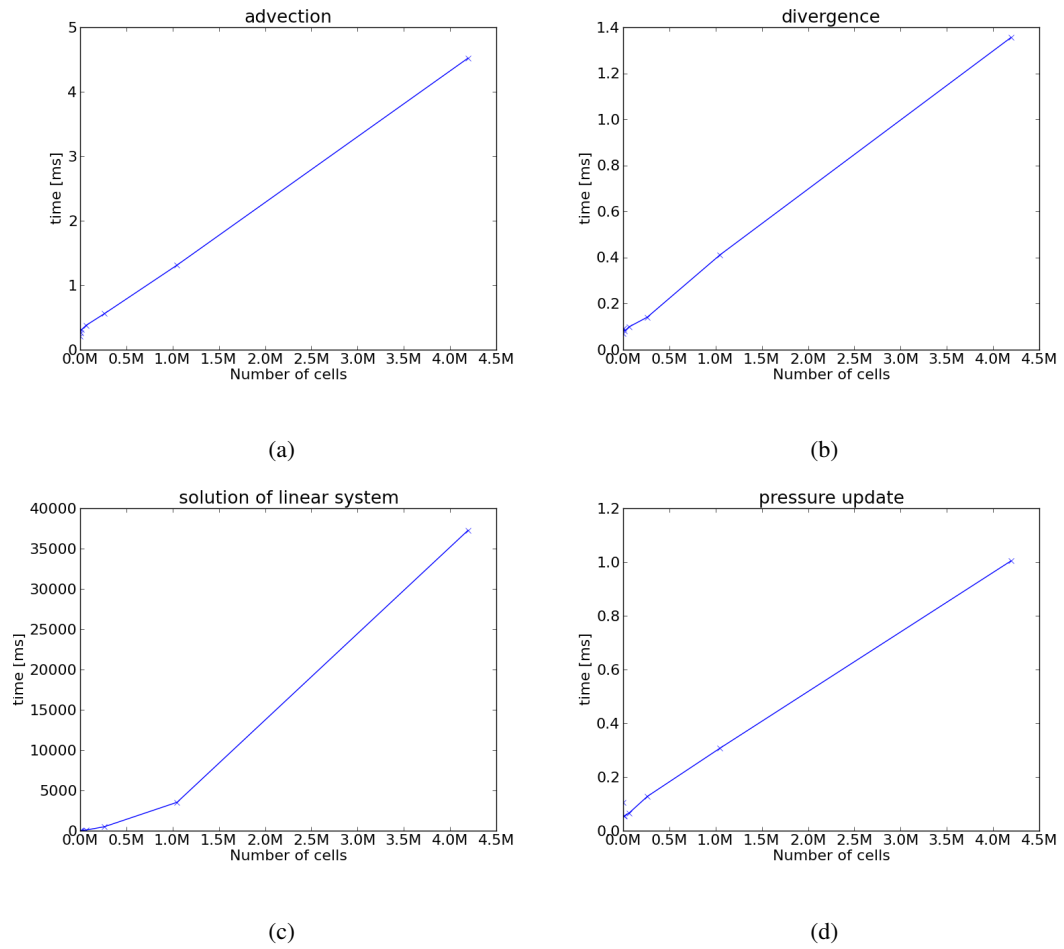 advection
5
4
3
2
1
0
time [ms]
0.0M 0.5M 1.0M 1.5M 2.0M 2.5M 3.0M 3.5M 4.0M 4.5M
Number of cells
(a)
divergence
1.4
1.2
1.0
0.8
0.6
0.4
0.2
0.0
time [ms]
0.0M 0.5M 1.0M 1.5M 2.0M 2.5M 3.0M 3.5M 4.0M 4.5M
Number of cells
(b)
solution of linear system
40000
35000
30000
25000
20000
15000
10000
5000
0
time [ms]
0.0M 0.5M 1.0M 1.5M 2.0M 2.5M 3.0M 3.5M 4.0M 4.5M
Number of cells
(c)
pressure update
1.2
1.0
0.8
0.6
0.4
0.2
0.0
time [ms]
0.0M 0.5M 1.0M 1.5M 2.0M 2.5M 3.0M 3.5M 4.0M 4.5M
Number of cells
(d)